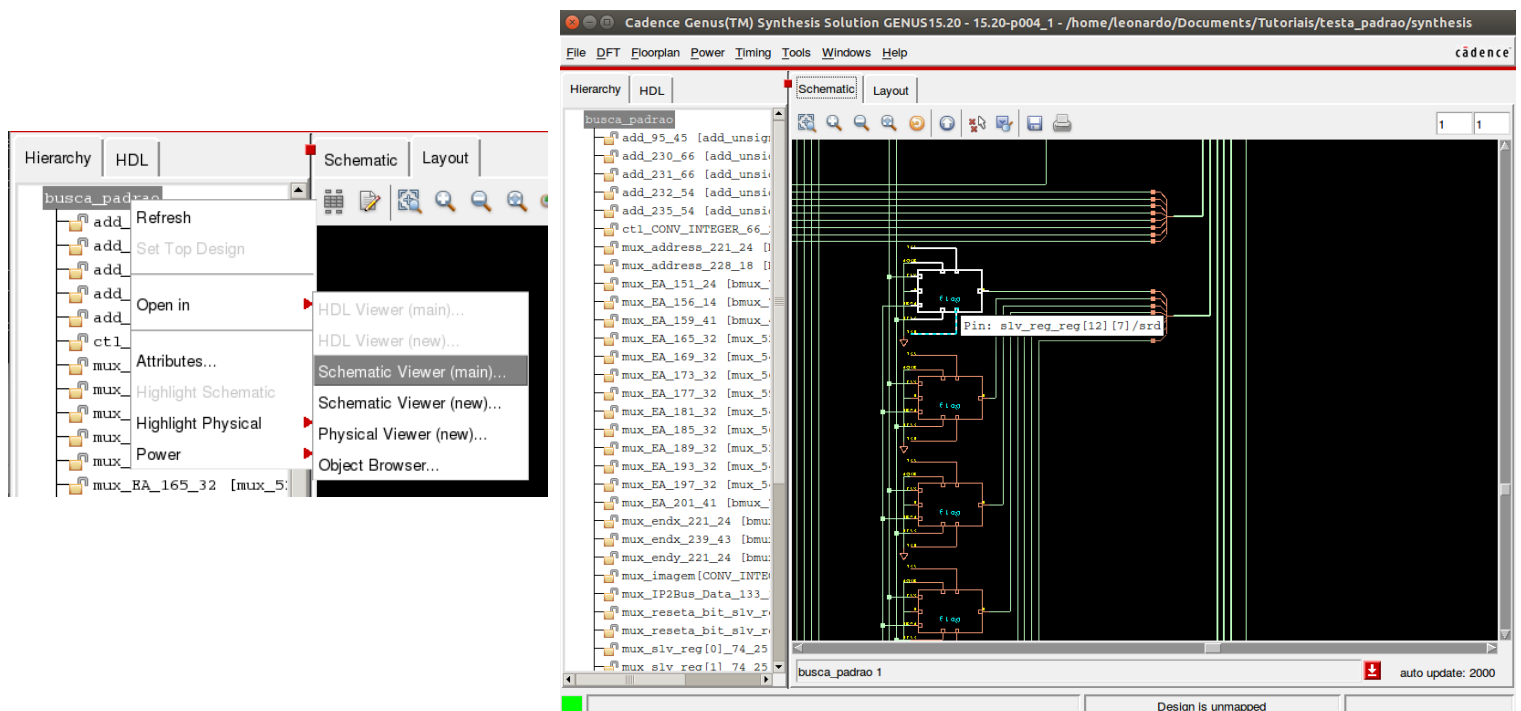 Hierarchy
HDL
Schematic
Layout
busca_padrao
add_
add_
add_
add_
add_
ctl_
mux_
mux_
mux_
mux_
mux_
mux_EA_165_32 [mux_5
Refresh
Set Top Design
Open in
Attributes...
Highlight Schematic
Highlight Physical
Power
HDL Viewer (main)...
HDL Viewer (new)...
Schematic Viewer (main)...
Schematic Viewer (new)...
Physical Viewer (new)...
Object Browser...
Cadence Genus(TM) Synthesis Solution GENUS15.20 - 15.20-p004_1 - /home/leonardo/Documents/Tutoriais/testa_padrao/synthesis
File DFT Floorplan Power Timing Tools Windows Help
cādence
Hierarchy
HDL
Schematic
Layout
1
1
busca_padrao
add_95_45 [add_unsig
add_230_66 [add_unsi
add_231_66 [add_unsi
add_232_54 [add_unsi
add_235_54 [add_unsi
ctl_CONV_INTEGER_66_
mux_address_221_24 [
mux_address_228_18 [
mux_EA_151_24 [bmux_
mux_EA_156_14 [bmux_
mux_EA_159_41 [bmux_
mux_EA_165_32 [mux_5
mux_EA_169_32 [mux_5
mux_EA_173_32 [mux_5
mux_EA_177_32 [mux_5
mux_EA_181_32 [mux_5
mux_EA_185_32 [mux_5
mux_EA_189_32 [mux_5
mux_EA_193_32 [mux_5
mux_EA_197_32 [mux_5
mux_EA_201_41 [bmux_
mux_endx_221_24 [bmu
mux_endx_239_43 [bmu
mux_endy_221_24 [bmu
mux_imagem[CONV_INTE
mux_IP2Bus_Data_133_
mux_reseta_bit_slv_r
mux_reseta_bit_slv_r
mux_slv_reg[0]_74_25
mux_slv_reg[1]_74_25
flop
Pin: slv_reg_reg[12][7]/srd
flop
flop
flop
busca_padrao 1
auto update: 2000
Design is unmapped